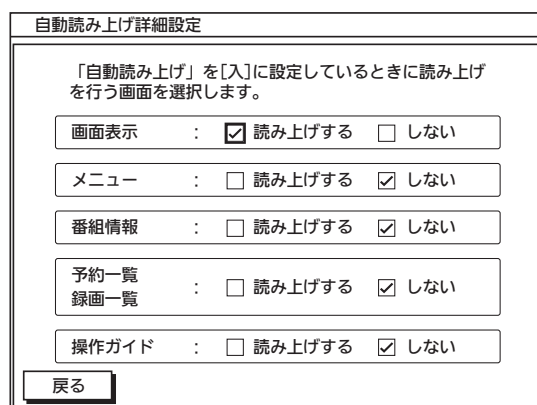 自動読み上げ詳細設定
「自動読み上げ」を[入]に設定しているときに読み上げ
を行う画面を選択します。
画面表示 : ☑ 読み上げする ☐ しない
メニュー : ☐ 読み上げする ☑ しない
番組情報 : ☐ 読み上げする ☑ しない
予約一覧
録画一覧 : ☐ 読み上げする ☑ しない
操作ガイド : ☐ 読み上げする ☑ しない
戻る